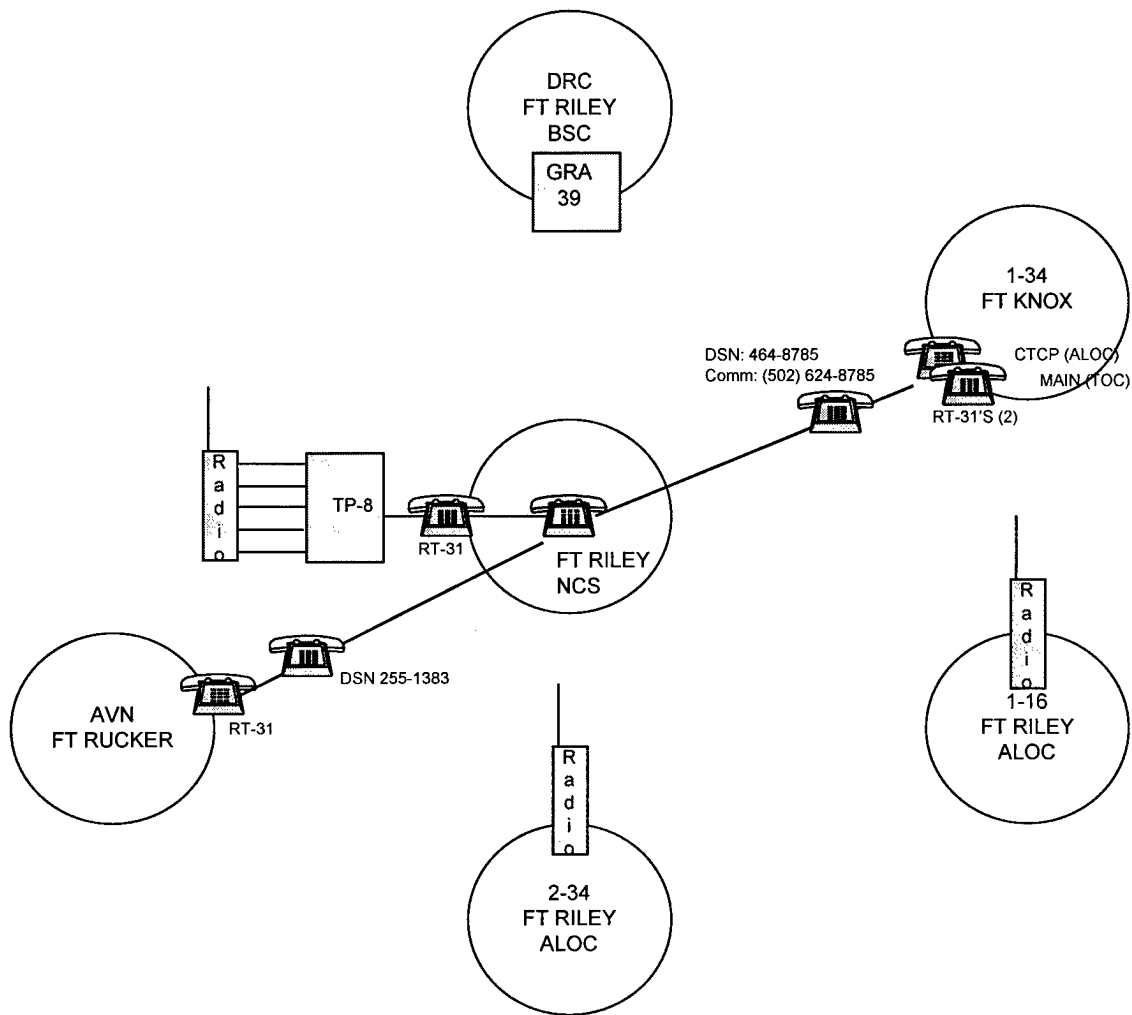 DRC
FT RILEY
BSC
GRA
39
1-34
FT KNOX
DSN: 464-8785
Comm: (502) 624-8785
CTCP (ALOC)
MAIN (TOC)
RT-31'S (2)
Radio
TP-8
RT-31
FT RILEY
NCS
Radio
1-16
FT RILEY
ALOC
DSN 255-1383
AVN
FT RUCKER
RT-31
Radio
2-34
FT RILEY
ALOC